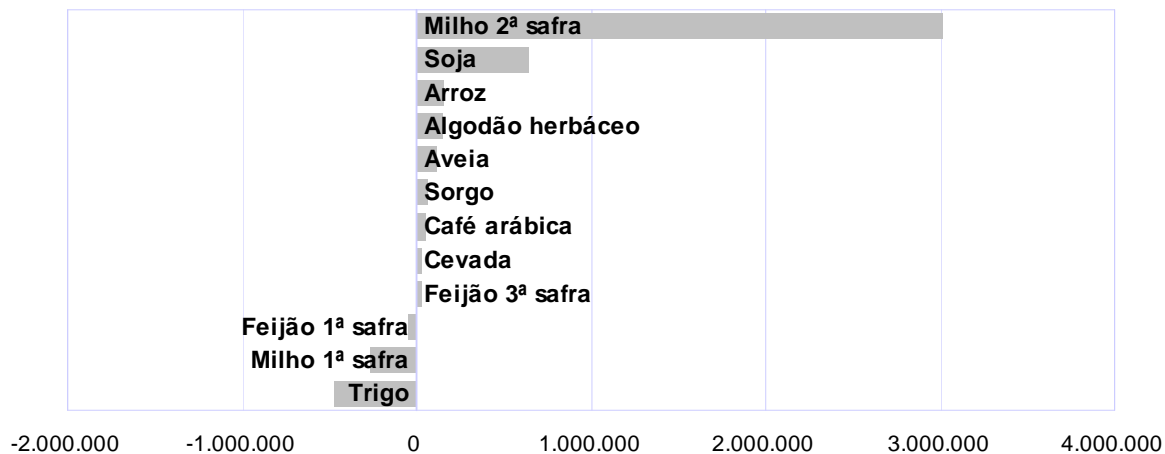 Milho 2ª safra
Soja
Arroz
Algodão herbáceo
Aveia
Sorgo
Café arábica
Cevada
Feijão 3ª safra
Feijão 1ª safra
Milho 1ª safra
Trigo
-2.000.000 -1.000.000 0 1.000.000 2.000.000 3.000.000 4.000.000